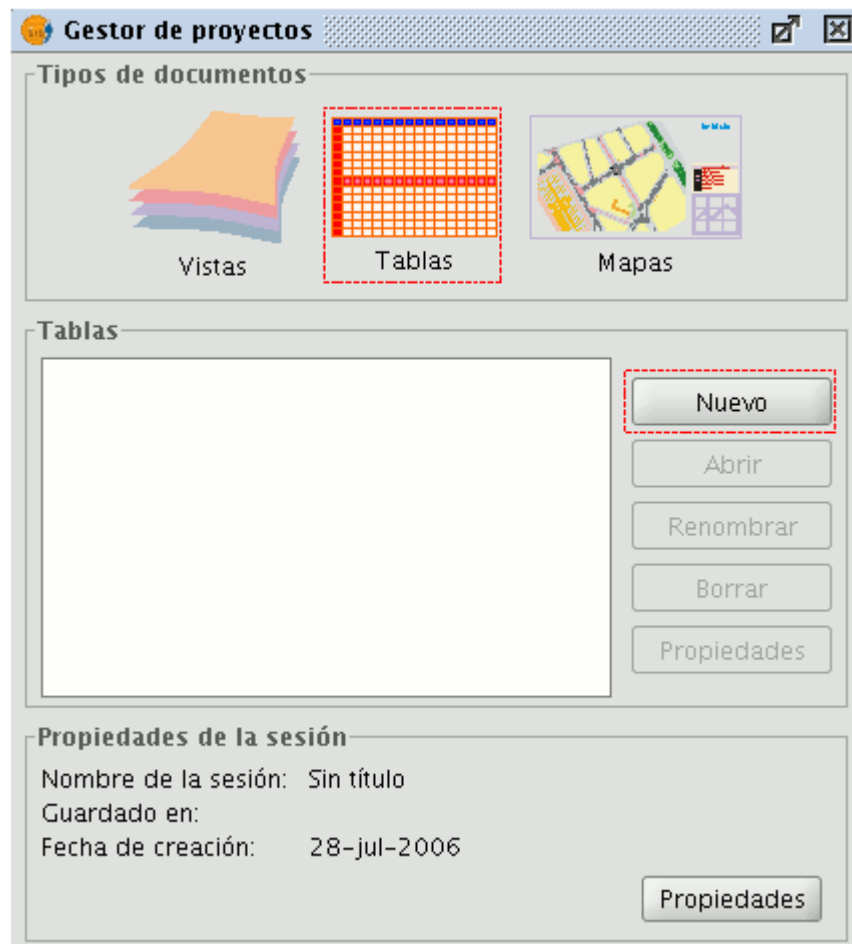 Gestor de proyectos
Tipos de documentos
Vistas
Tablas
Mapas
Tablas
Nuevo
Abrir
Renombrar
Borrar
Propiedades
Propiedades de la sesión
Nombre de la sesión: Sin título
Guardado en:
Fecha de creación: 28-jul-2006
Propiedades